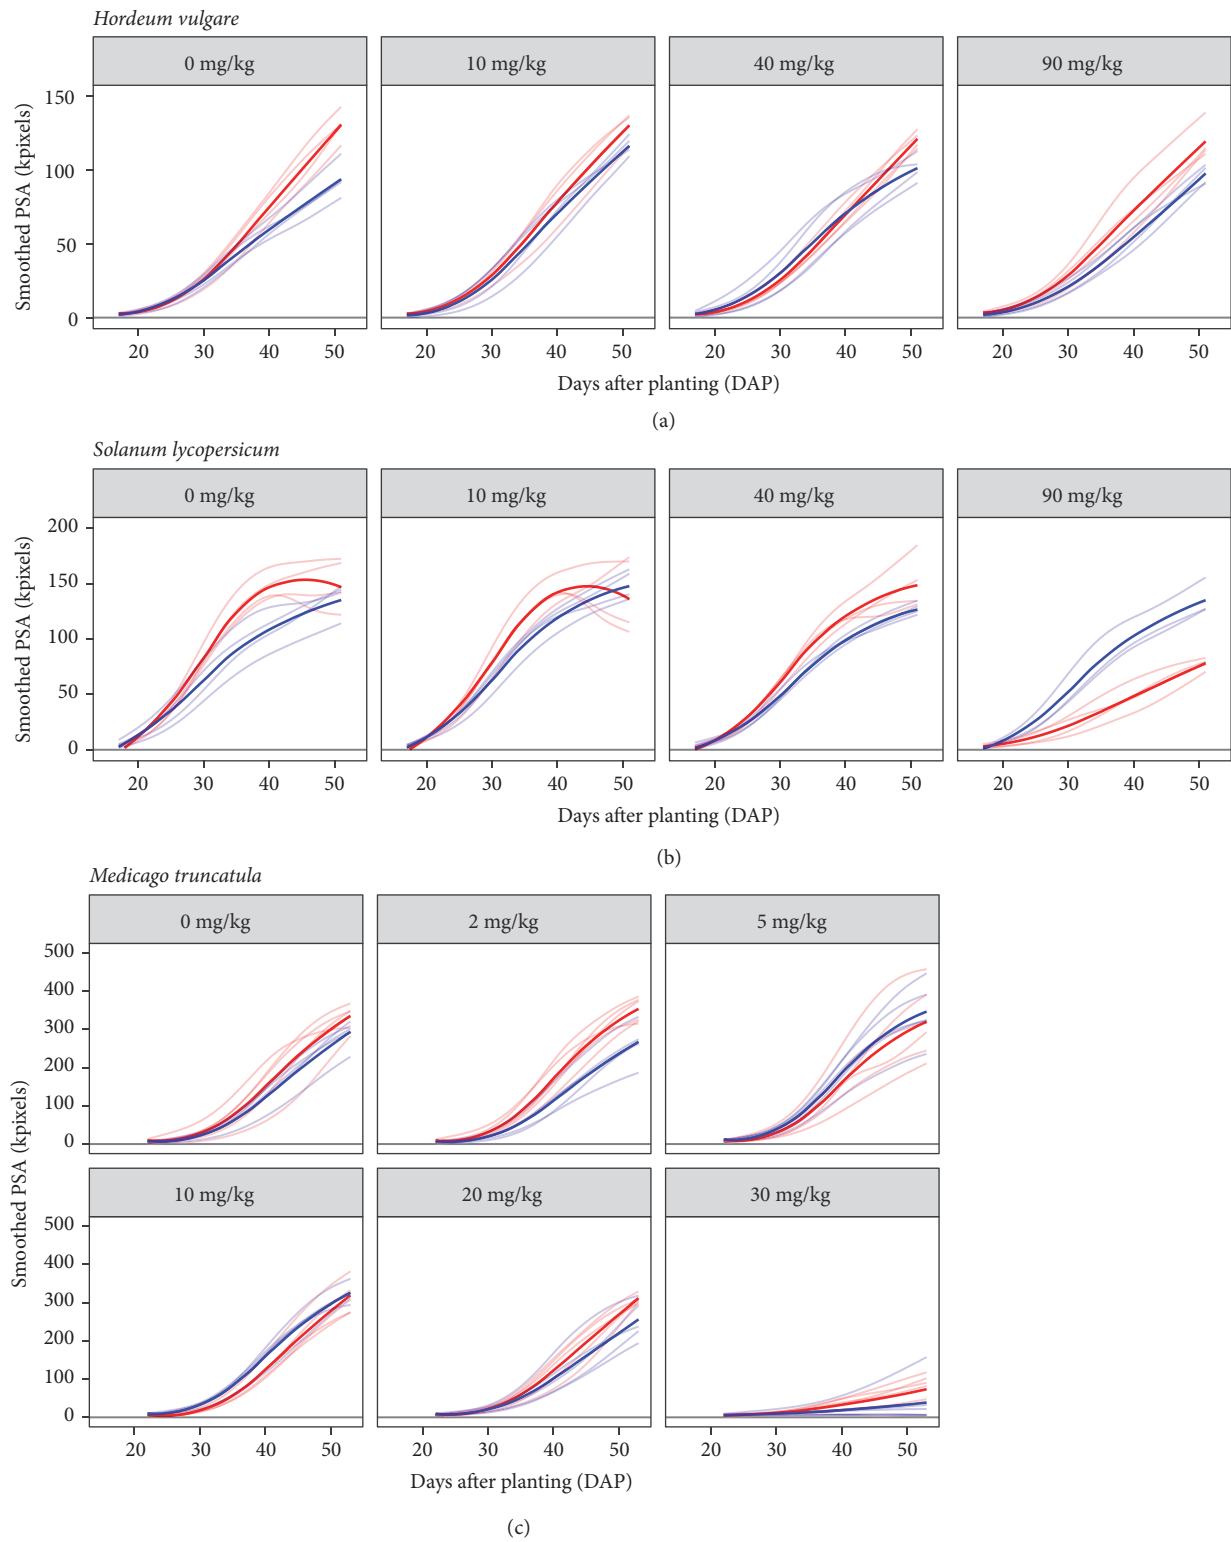 Hordeum vulgare
0 mg/kg 10 mg/kg 40 mg/kg 90 mg/kg
Smoothed PSA (kpixels)
150
100
50
0
20 30 40 50 20 30 40 50 20 30 40 50 20 30 40 50
Days after planting (DAP)
(a)
Solanum lycopersicum
0 mg/kg 10 mg/kg 40 mg/kg 90 mg/kg
Smoothed PSA (kpixels)
200
150
100
50
0
20 30 40 50 20 30 40 50 20 30 40 50 20 30 40 50
Days after planting (DAP)
(b)
Medicago truncatula
0 mg/kg 2 mg/kg 5 mg/kg
Smoothed PSA (kpixels)
500
400
300
200
100
0
10 mg/kg 20 mg/kg 30 mg/kg
500
400
300
200
100
0
20 30 40 50 20 30 40 50 20 30 40 50
Days after planting (DAP)
(c)